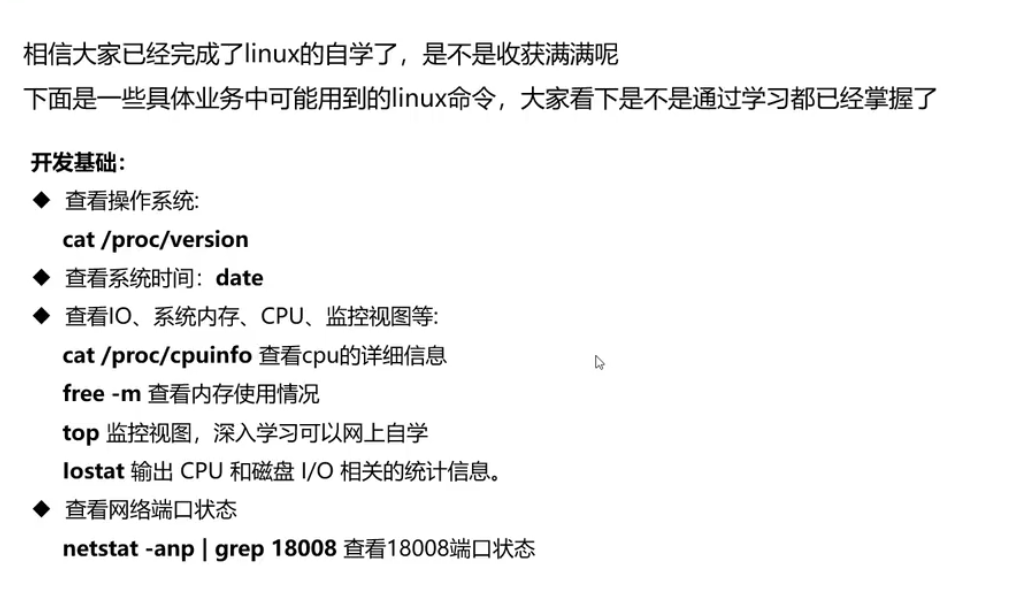 相信大家已经完成了linux的自学了，是不是收获满满呢
下面是一些具体业务中可能用到的linux命令，大家看下是不是通过学习都已经掌握了
开发基础：
◆ 查看操作系统:
cat /proc/version
◆ 查看系统时间：date
◆ 查看IO、系统内存、CPU、监控视图等:
cat /proc/cpuinfo 查看cpu的详细信息
free -m 查看内存使用情况
top 监控视图，深入学习可以网上自学
Iostat 输出 CPU 和磁盘 I/O 相关的统计信息。
◆ 查看网络端口状态
netstat -anp | grep 18008 查看18008端口状态